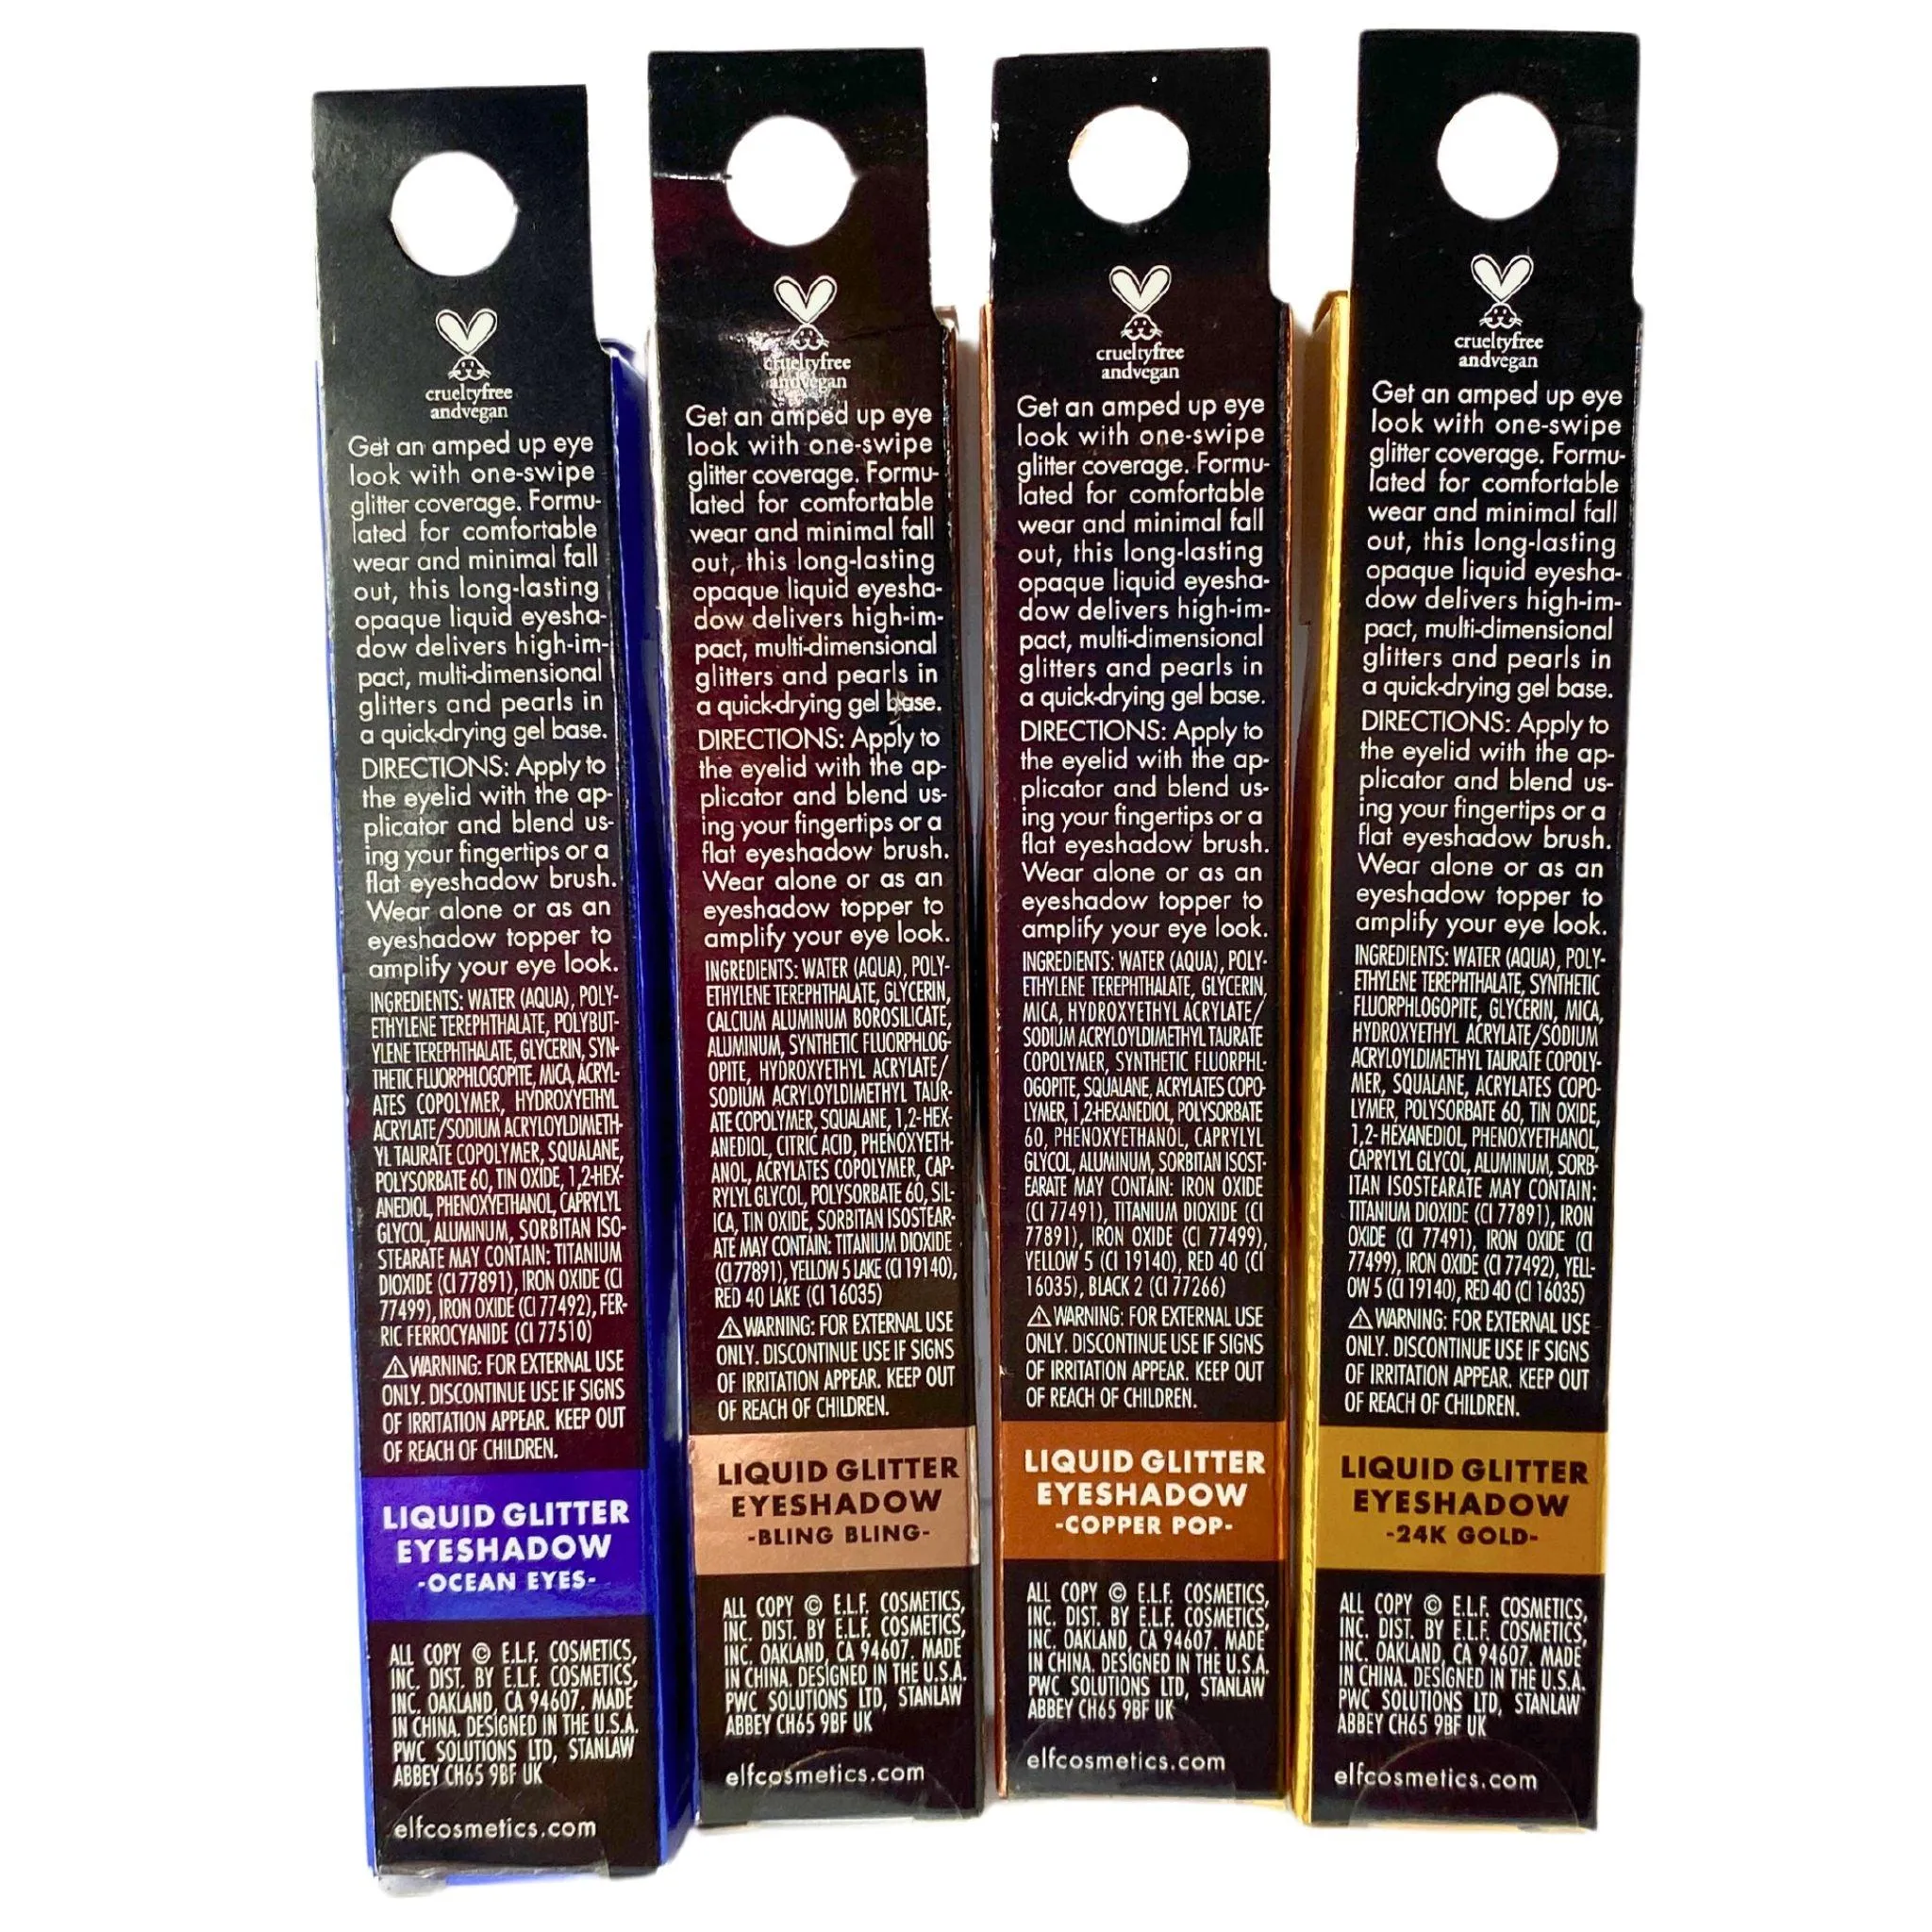 crueltyfree
andvegan
Get an amped up eye
look with one-swipe
glitter coverage. Formu-
lated for comfortable
wear and minimal fall
out, this long-lasting
opaque liquid eyesha-
dow delivers high-im-
pact, multi-dimensional
glitters and pearls in
a quick-drying gel base.
DIRECTIONS: Apply to
the eyelid with the ap-
plicator and blend us-
ing your fingertips or a
flat eyeshadow brush.
Wear alone or as an
eyeshadow topper to
amplify your eye look.
INGREDIENTS: WATER (AQUA), POLY-
ETHYLENE TEREPHTHALATE, POLYBUT-
YLENE TEREPHTHALATE, GLYCERIN, SYN-
THETIC FLUORPHLOGOPITE, MICA, ACRYL-
ATES COPOLYMER, HYDROXYETHYL
ACRYLATE/SODIUM ACRYLOYLDIMETH-
YL TAURATE COPOLYMER, SQUALANE,
POLYSORBATE 60, TIN OXIDE, 1,2-HEX-
ANEDIOL, PHENOXYETHANOL, CAPRYLYL
GLYCOL, ALUMINUM, SORBITAN ISO-
STEARATE MAY CONTAIN: TITANIUM
DIOXIDE (CI 77891), IRON OXIDE (CI
77499), IRON OXIDE (CI 77492), FER-
RIC FERROCYANIDE (CI 77510)
⚠WARNING: FOR EXTERNAL USE
ONLY. DISCONTINUE USE IF SIGNS
OF IRRITATION APPEAR. KEEP OUT
OF REACH OF CHILDREN.
LIQUID GLITTER
EYESHADOW
-OCEAN EYES-
ALL COPY © E.L.F. COSMETICS,
INC. DIST. BY E.L.F. COSMETICS,
INC. OAKLAND, CA 94607. MADE
IN CHINA. DESIGNED IN THE U.S.A.
PWC SOLUTIONS LTD, STANLAW
ABBEY CH65 9BF UK
elfcosmetics.com
crueltyfree
andvegan
Get an amped up eye
look with one-swipe
glitter coverage. Formu-
lated for comfortable
wear and minimal fall
out, this long-lasting
opaque liquid eyesha-
dow delivers high-im-
pact, multi-dimensional
glitters and pearls in
a quick-drying gel base.
DIRECTIONS: Apply to
the eyelid with the ap-
plicator and blend us-
ing your fingertips or a
flat eyeshadow brush.
Wear alone or as an
eyeshadow topper to
amplify your eye look.
INGREDIENTS: WATER (AQUA), POLY-
ETHYLENE TEREPHTHALATE, GLYCERIN,
CALCIUM ALUMINUM BOROSILICATE,
ALUMINUM, SYNTHETIC FLUORPHLOG-
OPITE, HYDROXYETHYL ACRYLATE/
SODIUM ACRYLOYLDIMETHYL TAUR-
ATE COPOLYMER, SQUALANE, 1,2-HEX-
ANEDIOL, CITRIC ACID, PHENOXYETH-
ANOL, ACRYLATES COPOLYMER, CAP-
RYLYL GLYCOL, POLYSORBATE 60, SIL-
ICA, TIN OXIDE, SORBITAN ISOSTEAR-
ATE MAY CONTAIN: TITANIUM DIOXIDE
(CI 77891), YELLOW 5 LAKE (CI 19140),
RED 40 LAKE (CI 16035)
⚠WARNING: FOR EXTERNAL USE
ONLY. DISCONTINUE USE IF SIGNS
OF IRRITATION APPEAR. KEEP OUT
OF REACH OF CHILDREN.
LIQUID GLITTER
EYESHADOW
-BLING BLING-
ALL COPY © E.L.F. COSMETICS,
INC. DIST. BY E.L.F. COSMETICS,
INC. OAKLAND, CA 94607. MADE
IN CHINA. DESIGNED IN THE U.S.A.
PWC SOLUTIONS LTD, STANLAW
ABBEY CH65 9BF UK
elfcosmetics.com
crueltyfree
andvegan
Get an amped up eye
look with one-swipe
glitter coverage. Formu-
lated for comfortable
wear and minimal fall
out, this long-lasting
opaque liquid eyesha-
dow delivers high-im-
pact, multi-dimensional
glitters and pearls in
a quick-drying gel base.
DIRECTIONS: Apply to
the eyelid with the ap-
plicator and blend us-
ing your fingertips or a
flat eyeshadow brush.
Wear alone or as an
eyeshadow topper to
amplify your eye look.
INGREDIENTS: WATER (AQUA), POLY-
ETHYLENE TEREPHTHALATE, GLYCERIN,
MICA, HYDROXYETHYL ACRYLATE/
SODIUM ACRYLOYLDIMETHYL TAURATE
COPOLYMER, SYNTHETIC FLUORPHL-
OGOPITE, SQUALANE, ACRYLATES COPO-
LYMER, 1,2-HEXANEDIOL, POLYSORBATE
60, PHENOXYETHANOL, CAPRYLYL
GLYCOL, ALUMINUM, SORBITAN ISOST-
EARATE MAY CONTAIN: IRON OXIDE
(CI 77491), TITANIUM DIOXIDE (CI
77891), IRON OXIDE (CI 77499),
YELLOW 5 (CI 19140), RED 40 (CI
16035), BLACK 2 (CI 77266)
⚠WARNING: FOR EXTERNAL USE
ONLY. DISCONTINUE USE IF SIGNS
OF IRRITATION APPEAR. KEEP OUT
OF REACH OF CHILDREN.
LIQUID GLITTER
EYESHADOW
-COPPER POP-
ALL COPY © E.L.F. COSMETICS,
INC. DIST. BY E.L.F. COSMETICS,
INC. OAKLAND, CA 94607. MADE
IN CHINA. DESIGNED IN THE U.S.A.
PWC SOLUTIONS LTD, STANLAW
ABBEY CH65 9BF UK
elfcosmetics.com
crueltyfree
andvegan
Get an amped up eye
look with one-swipe
glitter coverage. Formu-
lated for comfortable
wear and minimal fall
out, this long-lasting
opaque liquid eyesha-
dow delivers high-im-
pact, multi-dimensional
glitters and pearls in
a quick-drying gel base.
DIRECTIONS: Apply to
the eyelid with the ap-
plicator and blend us-
ing your fingertips or a
flat eyeshadow brush.
Wear alone or as an
eyeshadow topper to
amplify your eye look.
INGREDIENTS: WATER (AQUA), POLY-
ETHYLENE TEREPHTHALATE, SYNTHETIC
FLUORPHLOGOPITE, GLYCERIN, MICA,
HYDROXYETHYL ACRYLATE/SODIUM
ACRYLOYLDIMETHYL TAURATE COPOLY-
MER, SQUALANE, ACRYLATES COPO-
LYMER, POLYSORBATE 60, TIN OXIDE,
1,2-HEXANEDIOL, PHENOXYETHANOL,
CAPRYLYL GLYCOL, ALUMINUM, SORB-
ITAN ISOSTEARATE MAY CONTAIN:
TITANIUM DIOXIDE (CI 77891), IRON
OXIDE (CI 77491), IRON OXIDE (CI
77499), IRON OXIDE (CI 77492), YELL-
OW 5 (CI 19140), RED 40 (CI 16035)
⚠WARNING: FOR EXTERNAL USE
ONLY. DISCONTINUE USE IF SIGNS
OF IRRITATION APPEAR. KEEP OUT
OF REACH OF CHILDREN.
LIQUID GLITTER
EYESHADOW
-24K GOLD-
ALL COPY © E.L.F. COSMETICS,
INC. DIST. BY E.L.F. COSMETICS,
INC. OAKLAND, CA 94607. MADE
IN CHINA. DESIGNED IN THE U.S.A.
PWC SOLUTIONS LTD, STANLAW
ABBEY CH65 9BF UK
elfcosmetics.com